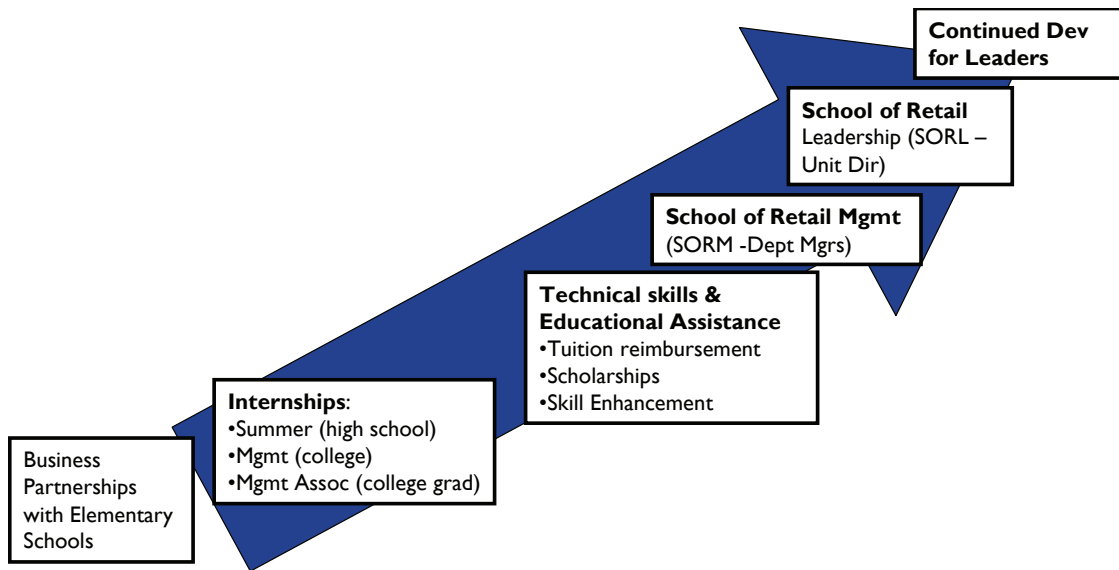 Continued Dev
for Leaders
School of Retail
Leadership (SORL –
Unit Dir)
School of Retail Mgmt
(SORM -Dept Mgrs)
Technical skills &
Educational Assistance
•Tuition reimbursement
•Scholarships
•Skill Enhancement
Internships:
•Summer (high school)
•Mgmt (college)
•Mgmt Assoc (college grad)
Business
Partnerships
with Elementary
Schools